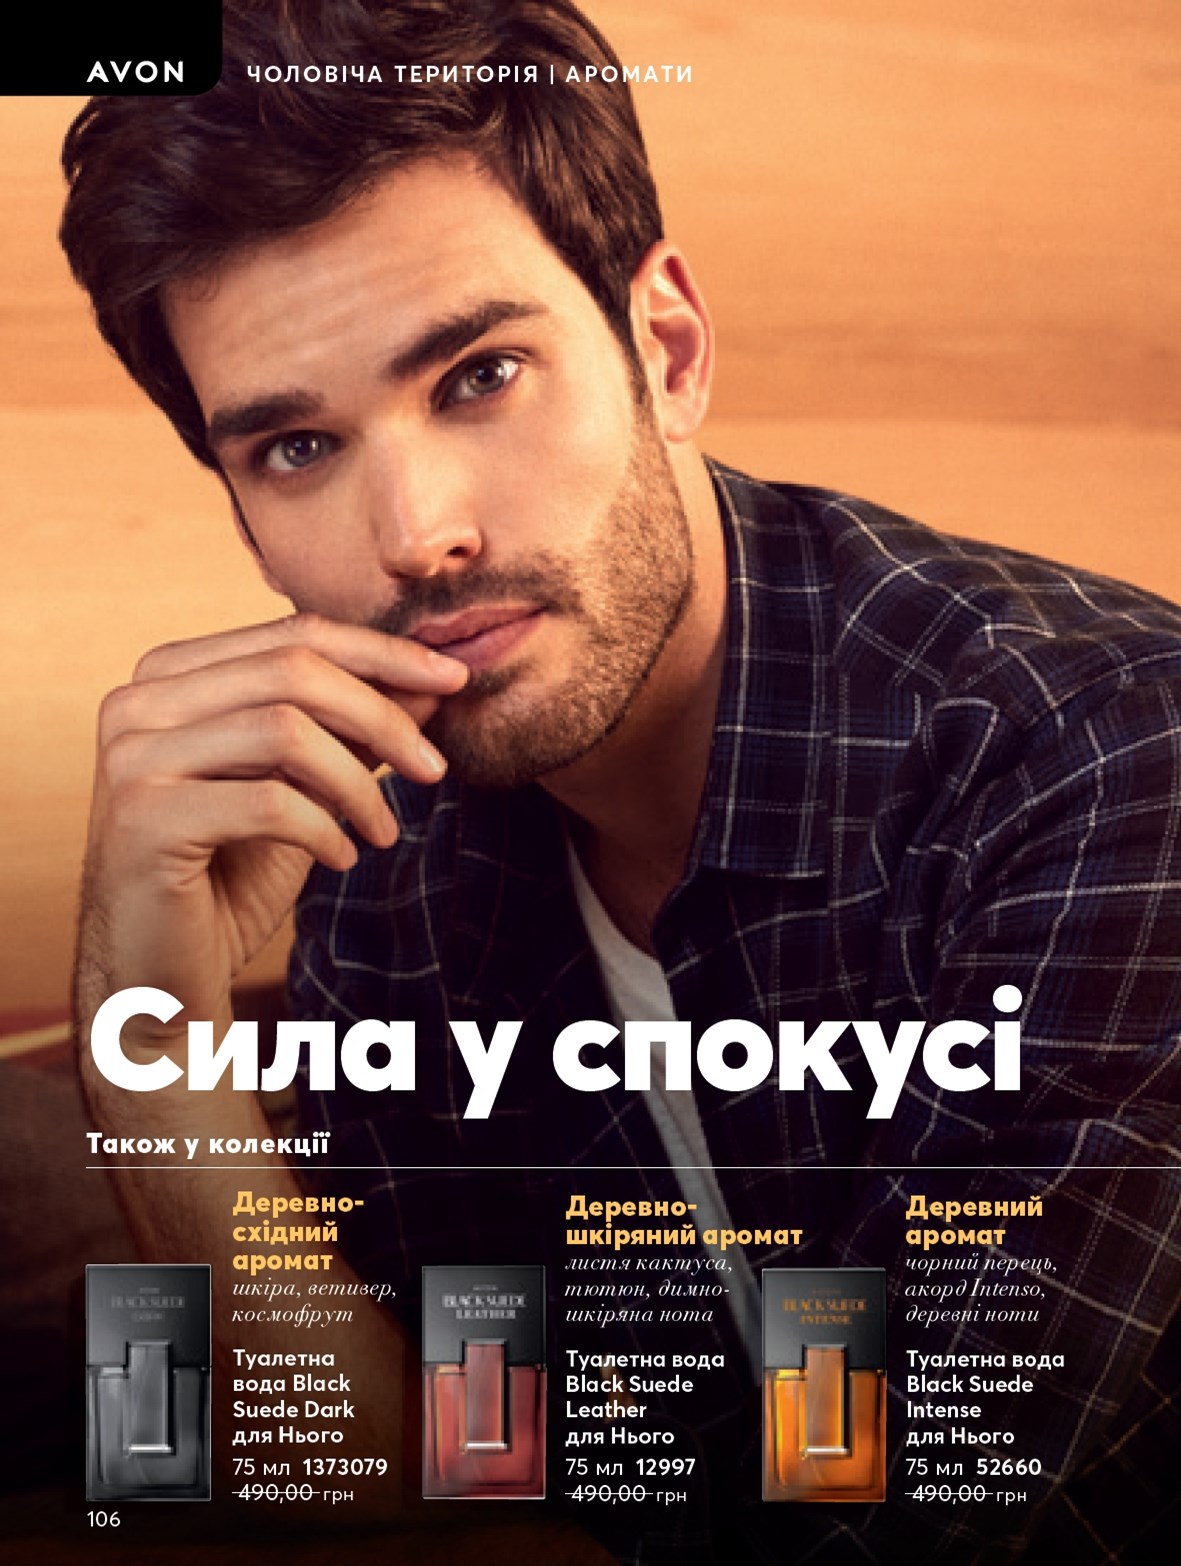 AVON
ЧОЛОВІЧА ТЕРИТОРІЯ | АРОМАТИ
Сила у спокусі
Також у колекції
Деревно-
східний
аромат
шкіра, ветивер,
космофрут
BLACK SUEDE
Туалетна
вода Black
Suede Dark
для Нього
75 мл 1373079
490,00 грн
Деревно-
шкіряний аромат
листя кактуса,
тютюн, димно-
шкіряна нота
BLACK SUEDE
LEATHER
Туалетна вода
Black Suede
Leather
для Нього
75 мл 12997
490,00 грн
Деревний
аромат
чорний перець,
акорд Intenso,
деревні ноти
BLACK SUEDE
INTENSE
Туалетна вода
Black Suede
Intense
для Нього
75 мл 52660
490,00 грн
106